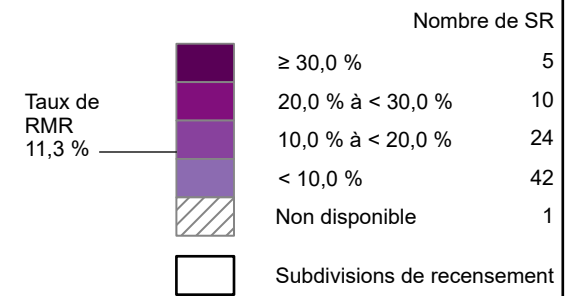 Nombre de SR
≥ 30,0 % 5
20,0 % à < 30,0 % 10
10,0 % à < 20,0 % 24
< 10,0 % 42
Non disponible 1
Subdivisions de recensement
Taux de
RMR
11,3 %